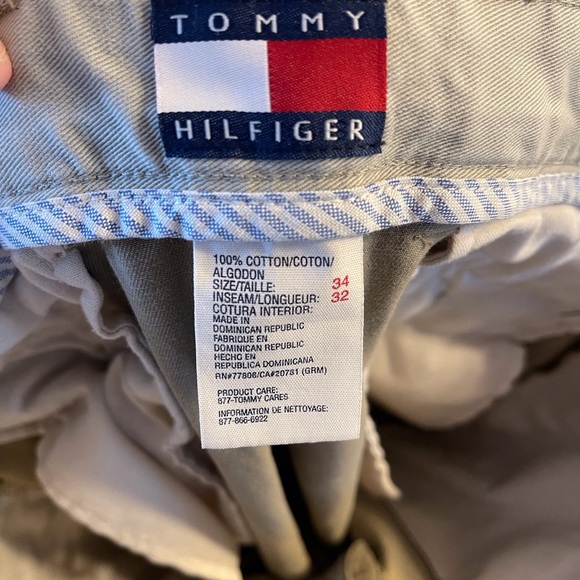 TOMMY
HILFIGER
100% COTTON/COTON/
ALGODON
SIZE/TAILLE: 34
INSEAM/LONGUEUR: 32
COTURA INTERIOR:
MADE IN
DOMINICAN REPUBLIC
FABRIQUE EN
DOMINICAN REPUBLIC
HECHO EN
REPUBLICA DOMINICANA
RN#77806/CA#20781 (GRM)
PRODUCT CARE:
877-TOMMY CARES
INFORMATION DE NETTOYAGE:
877-866-6922